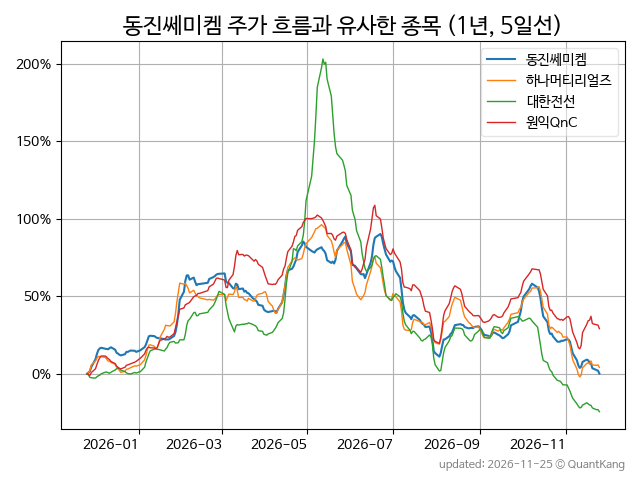 동진쎄미켐 주가 흐름과 유사한 종목 (1년, 5일선)
동진쎄미켐
하나머티리얼즈
대한전선
원익QnC
200%
150%
100%
50%
0%
2026-01
2026-03
2026-05
2026-07
2026-09
2026-11
updated: 2026-11-25 © QuantKang